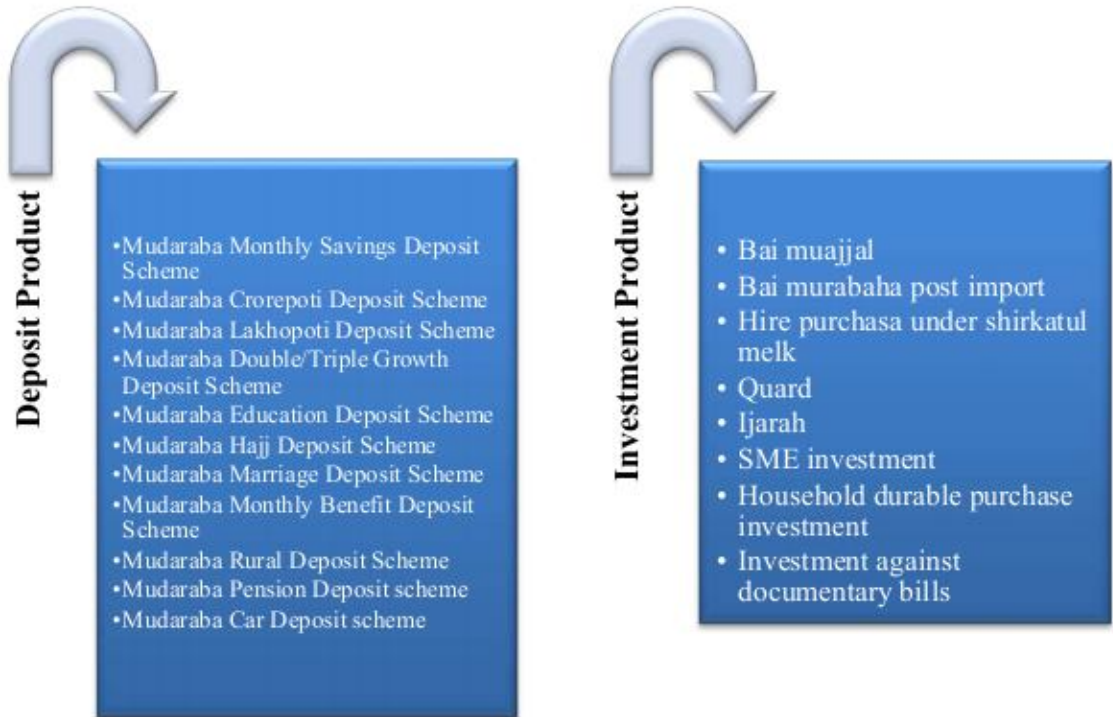 Deposit Product
•Mudaraba Monthly Savings Deposit
Scheme
•Mudaraba Crorepoti Deposit Scheme
•Mudaraba Lakhopoti Deposit Scheme
•Mudaraba Double/Triple Growth
Deposit Scheme
•Mudaraba Education Deposit Scheme
•Mudaraba Hajj Deposit Scheme
•Mudaraba Marriage Deposit Scheme
•Mudaraba Monthly Benefit Deposit
Scheme
•Mudaraba Rural Deposit Scheme
•Mudaraba Pension Deposit scheme
•Mudaraba Car Deposit scheme
Investment Product
• Bai muajjal
• Bai murabaha post import
• Hire purchasa under shirkatul
melk
• Quard
• Ijarah
• SME investment
• Household durable purchase
investment
• Investment against
documentary bills